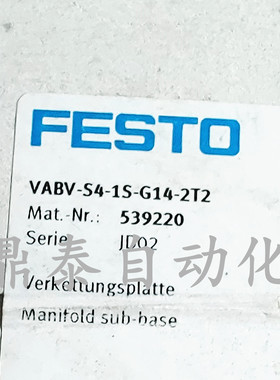 FESTO
VABV-S4-1S-G14-2T2
Mat.-Nr.: 539220
Serie JD02
鼎泰自动化
Verkettungsplatte
Manifold sub-base